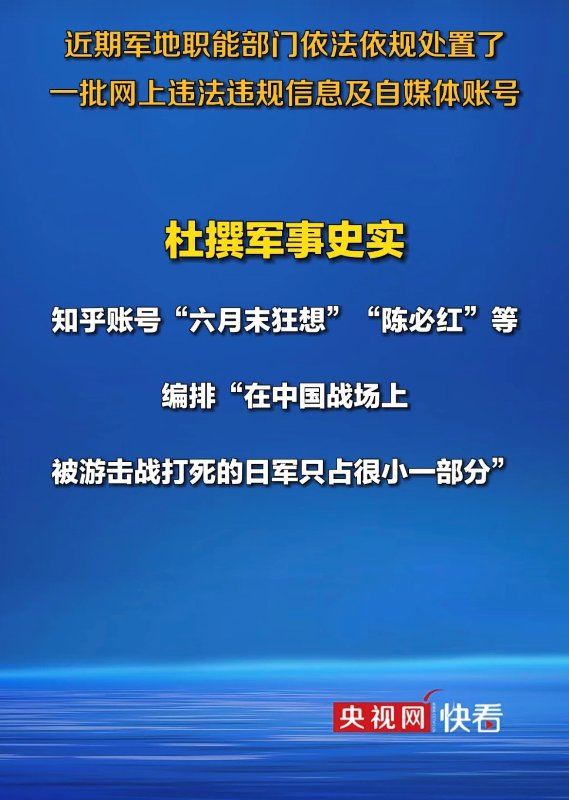 近期军地职能部门依法依规处置了
一批网上违法违规信息及自媒体账号
杜撰军事史实
知乎账号“六月末狂想”“陈必红”等
编排“在中国战场上
被游击战打死的日军只占很小一部分”
央视网 快看